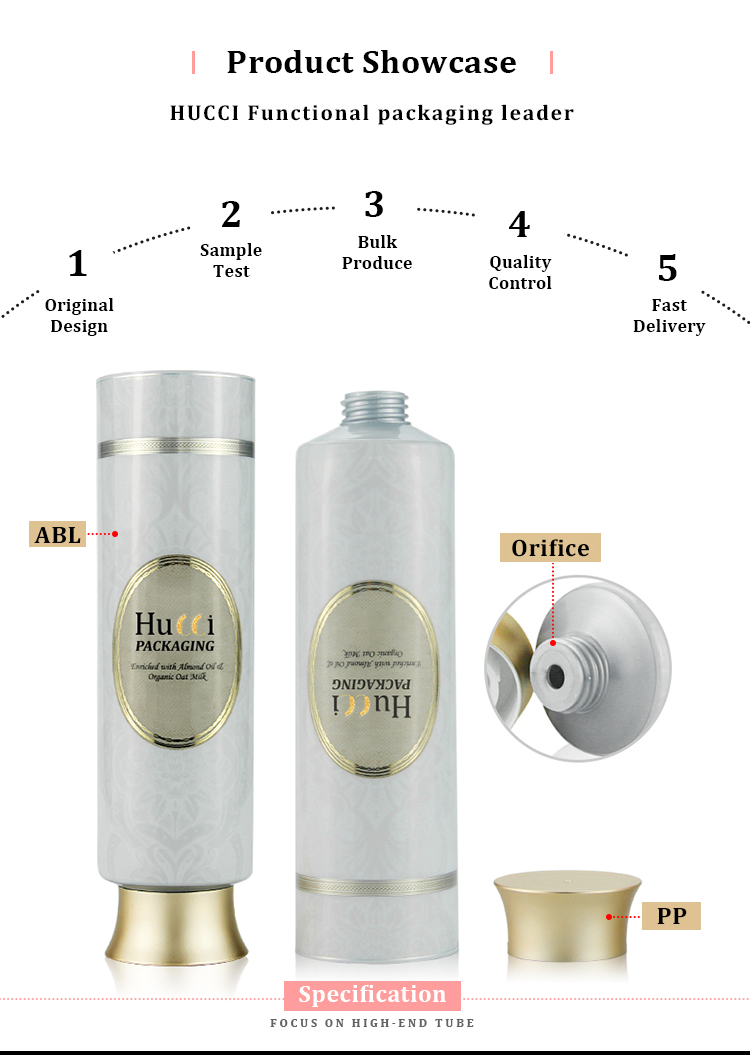 Product Showcase
HUCCI Functional packaging leader
1
Original
Design
2
Sample
Test
3
Bulk
Produce
4
Quality
Control
5
Fast
Delivery
ABL
Hucci
PACKAGING
Enriched with Almond Oil &
Organic Oat Milk
Hucci
PACKAGING
Enriched with Almond Oil &
Organic Oat Milk
Orifice
PP
Specification
FOCUS ON HIGH-END TUBE